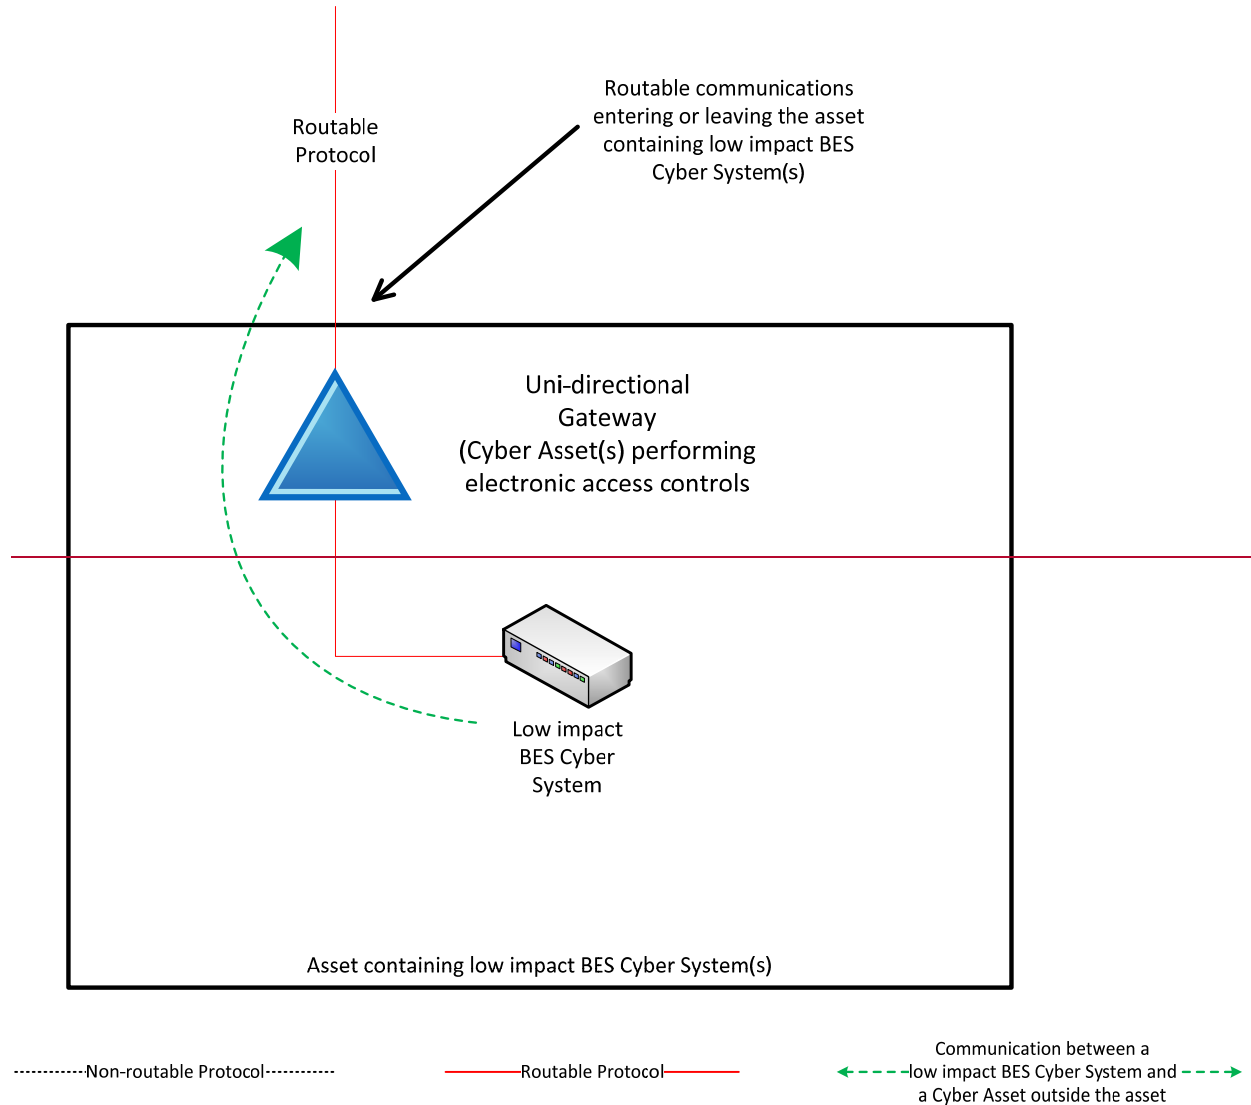 Routable communications
entering or leaving the asset
containing low impact BES
Cyber System(s)
Routable
Protocol
Uni-directional
Gateway
(Cyber Asset(s) performing
electronic access controls
Low impact
BES Cyber
System
Asset containing low impact BES Cyber System(s)
Non-routable Protocol
Routable Protocol
Communication between a
low impact BES Cyber System and
a Cyber Asset outside the asset